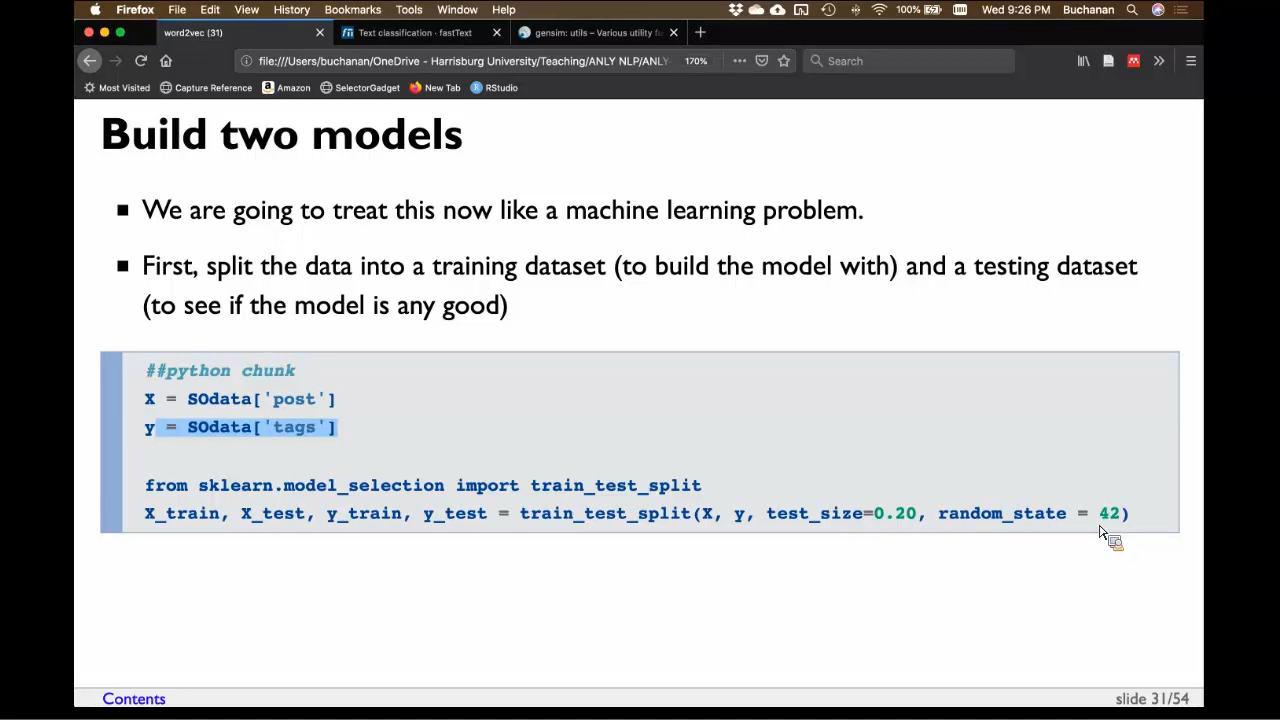 Firefox File Edit View History Bookmarks Tools Window Help 100% Wed 9:26 PM Buchanan
word2vec (31) Text classification · fastText gensim: utils – Various utility fu
file:///Users/buchanan/OneDrive - Harrisburg University/Teaching/ANLY NLP/ANLY- 170% Search
Most Visited Capture Reference Amazon SelectorGadget New Tab RStudio
Build two models
We are going to treat this now like a machine learning problem.
First, split the data into a training dataset (to build the model with) and a testing dataset
(to see if the model is any good)
##python chunk
X = SOdata['post']
y = SOdata['tags']
from sklearn.model_selection import train_test_split
X_train, X_test, y_train, y_test = train_test_split(X, y, test_size=0.20, random_state = 42)
Contents slide 31/54